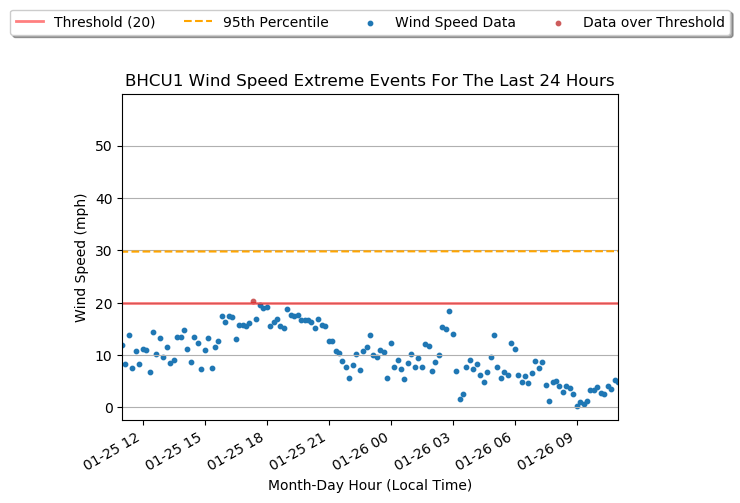 Threshold (20) 95th Percentile Wind Speed Data Data over Threshold
BHCU1 Wind Speed Extreme Events For The Last 24 Hours
Wind Speed (mph)
50
40
30
20
10
0
01-25 12 01-25 15 01-25 18 01-25 21 01-26 00 01-26 03 01-26 06 01-26 09
Month-Day Hour (Local Time)